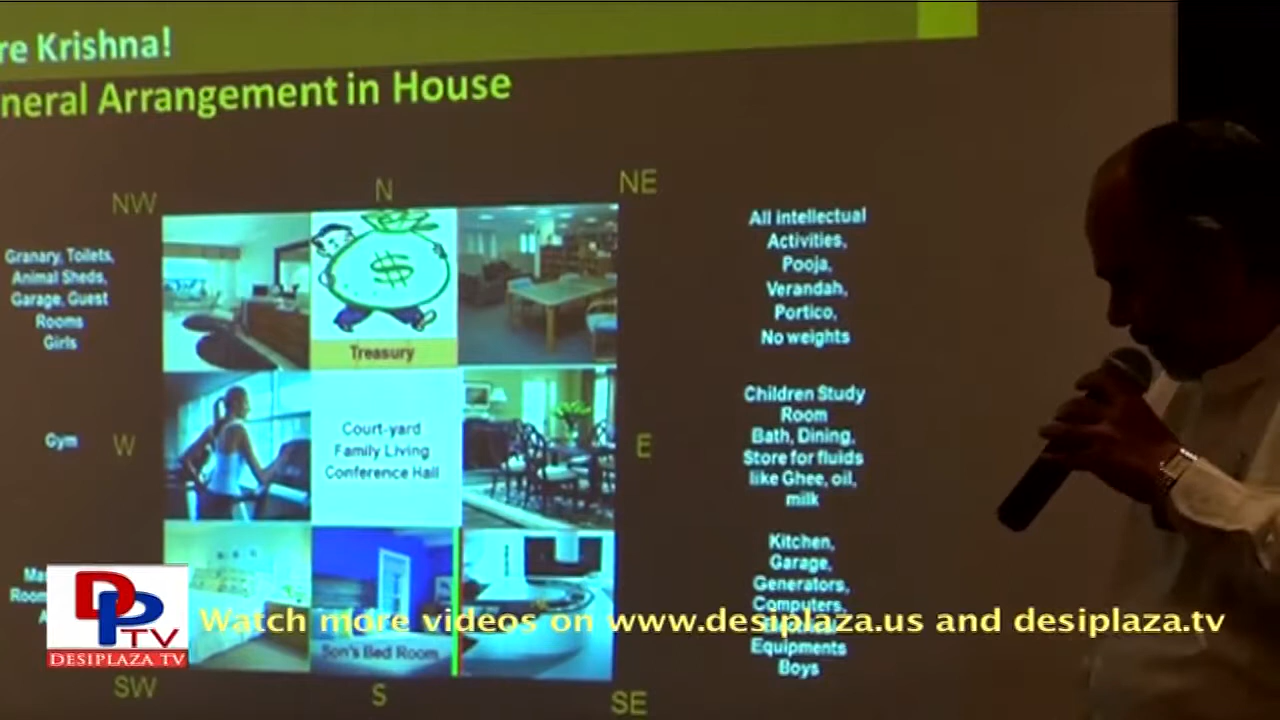 re Krishna!
neral Arrangement in House
NW
N
NE
Granary, Toilets,
Animal Sheds,
Garage, Guest
Rooms
Girls
$
Treasury
All intellectual
Activities,
Pooja,
Verandah,
Portico,
No weights
Gym
W
Court-yard
Family Living
Conference Hall
E
Children Study
Room
Bath, Dining,
Store for fluids
like Ghee, oil,
milk
Son's Bed Room
Kitchen,
Garage,
Generators,
Computers,
Equipments
Boys
SW
S
SE
DP
TV
DESIPLAZA TV
Watch more videos on www.desiplaza.us and desiplaza.tv